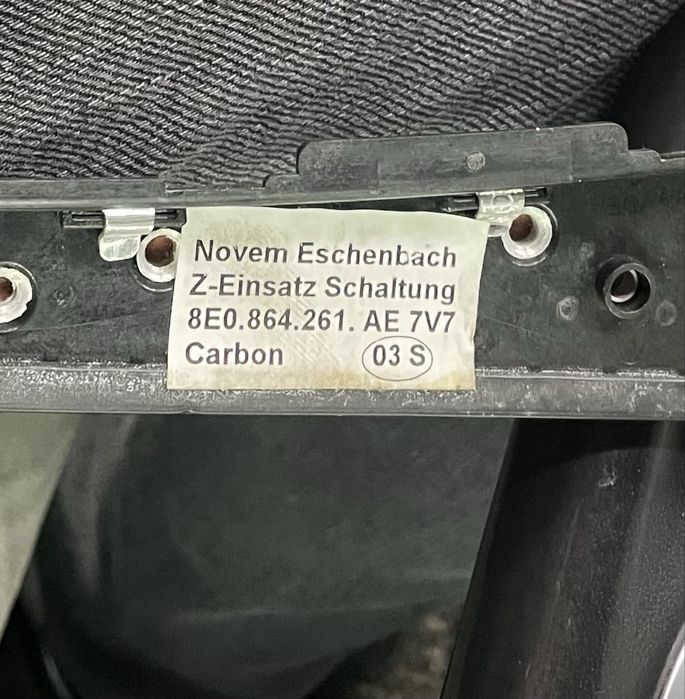 Novem Eschenbach
Z-Einsatz Schaltung
8E0.864.261. AE 7V7
Carbon 03 S